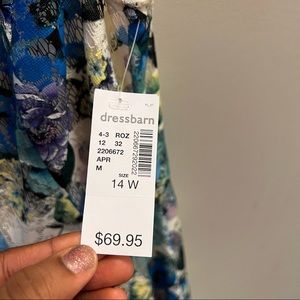 dressbarn
4-3 ROZ
12 32
2206672
APR
M
SIZE
14 W
$69.95